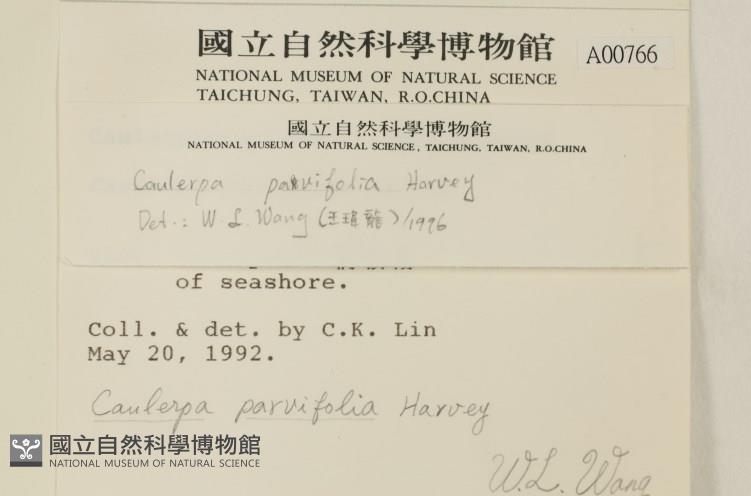 國立自然科學博物館
NATIONAL MUSEUM OF NATURAL SCIENCE
TAICHUNG, TAIWAN, R.O.CHINA
A00766
國立自然科學博物館
NATIONAL MUSEUM OF NATURAL SCIENCE, TAICHUNG, TAIWAN, R.O.CHINA
Caulerpa parvifolia Harvey
Det.: W. L. Wang (王瑋龍)/1996
of seashore.
Coll. & det. by C.K. Lin
May 20, 1992.
Caulerpa parvifolia Harvey
W.L. Wang
國立自然科學博物館
NATIONAL MUSEUM OF NATURAL SCIENCE